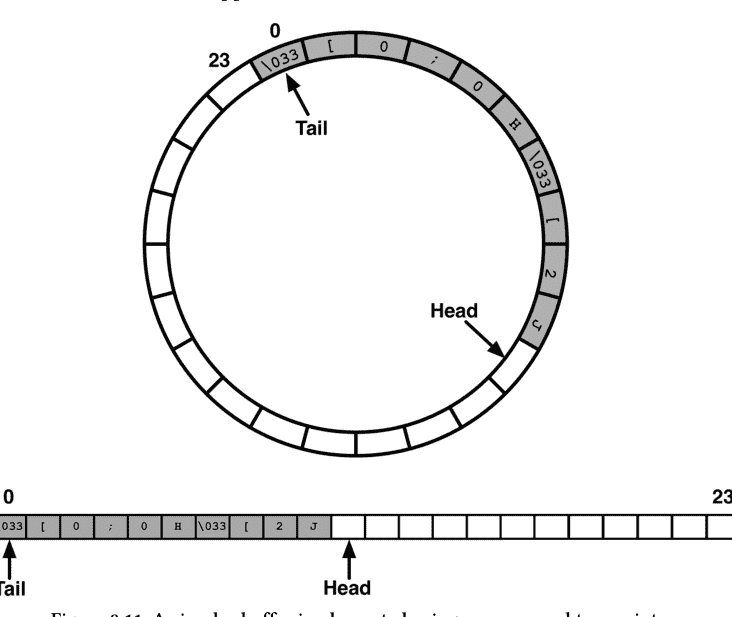 0
23
\033 [ 0 ; 0 H \033 [ 2 J
Tail
Head
0 23
033 [ 0 ; 0 H \033 [ 2 J
Tail Head